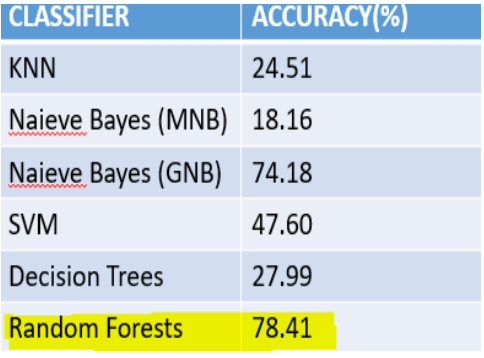 CLASSIFIER ACCURACY(%)
KNN 24.51
Naieve Bayes (MNB) 18.16
Naieve Bayes (GNB) 74.18
SVM 47.60
Decision Trees 27.99
Random Forests 78.41